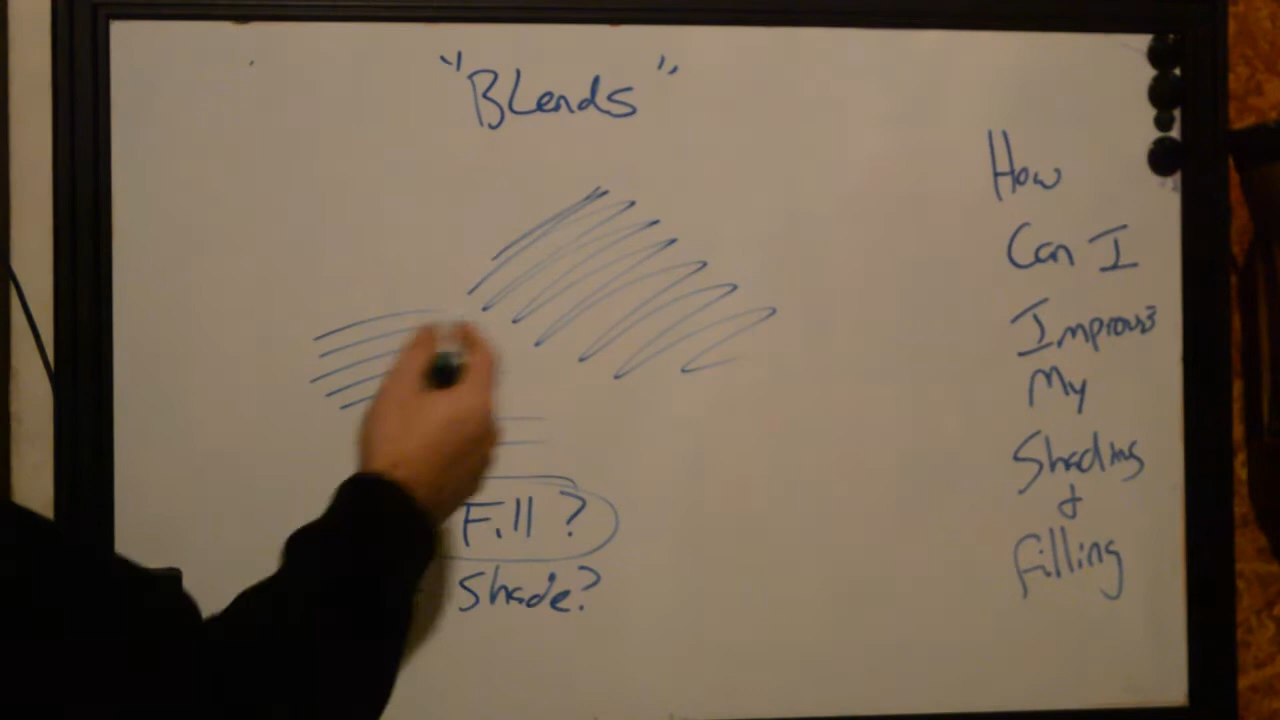 "Blends"
Fill?
Shade?
How
Can I
Improve
My
Shading
&
Filling